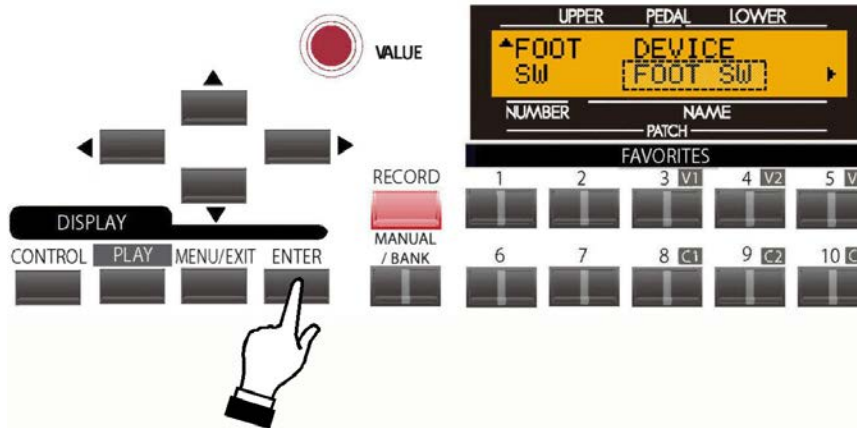 UPPER PEDAL LOWER
VALUE
FOOT DEVICE
SW FOOT SW
NUMBER NAME
PATCH
FAVORITES
RECORD 1 2 3 V1 4 V2 5 V
DISPLAY
MANUAL
/ BANK
CONTROL PLAY MENU/EXIT ENTER
6 7 8 C1 9 C2 10 C